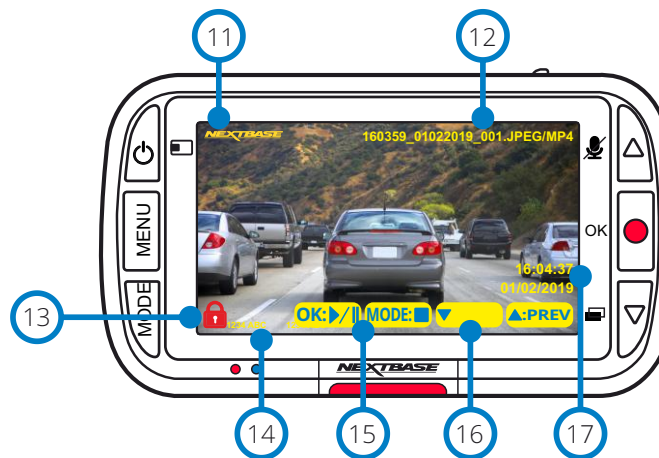 11
12
NEXTBASE
160359_01022019_001.JPEG/MP4
MENU
OK
16:04:37
01/02/2019
13
MODE
OK:▶/⏸
MODE:■
▼
▲:PREV
NEXTBASE
14
15
16
17